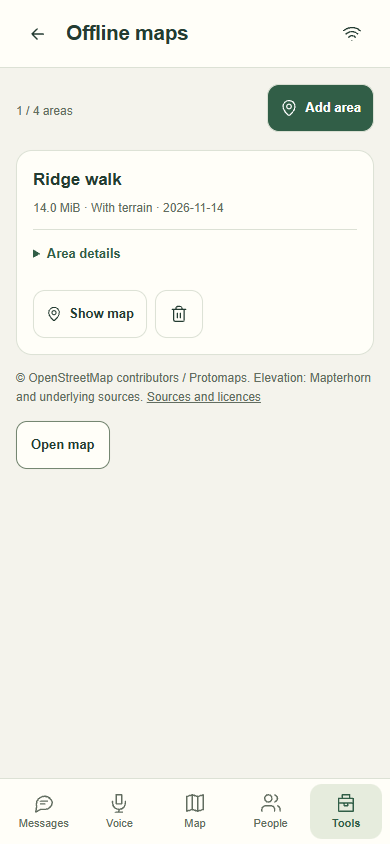 Offline maps
1 / 4 areas
Add area
Ridge walk
14.0 MiB · With terrain · 2026-11-14
Area details
Show map
© OpenStreetMap contributors / Protomaps. Elevation: Mapterhorn
and underlying sources. Sources and licences
Open map
Messages
Voice
Map
People
Tools